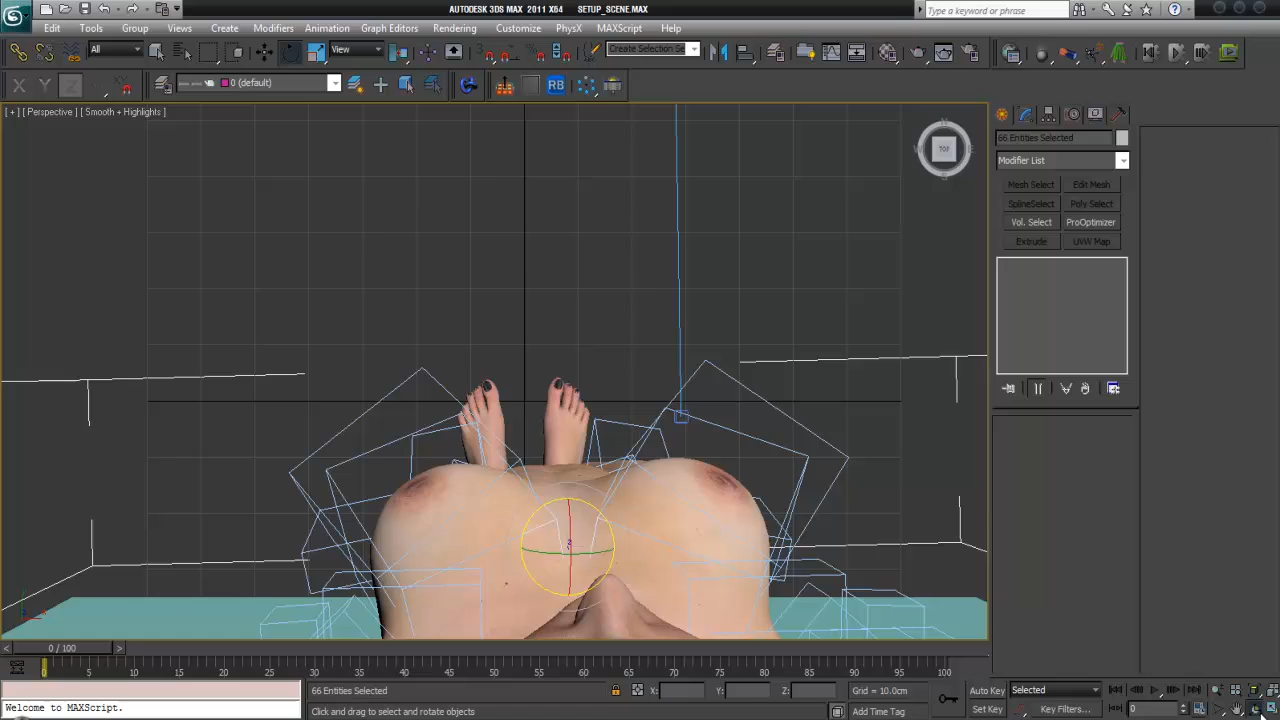 AUTODESK 3DS MAX 2011 X64 SETUP_SCENE.MAX
Type a keyword or phrase
Edit Tools Group Views Create Modifiers Animation Graph Editors Rendering Customize PhysX MAXScript Help
All View Create Selection Se
X Y Z 0 (default) RB
[ + ] [ Perspective ] [ Smooth + Highlights ]
TOP
66 Entities Selected
Modifier List
Mesh Select Edit Mesh
SplineSelect Poly Select
Vol. Select ProOptimizer
Extrude UVW Map
0 / 100
0 5 10 15 20 25 30 35 40 45 50 55 60 65 70 75 80 85 90 95 100
66 Entities Selected X: Y: Z: Grid = 10.0cm Auto Key Selected
Welcome to MAXScript. Click and drag to select and rotate objects Add Time Tag Set Key Key Filters... 0